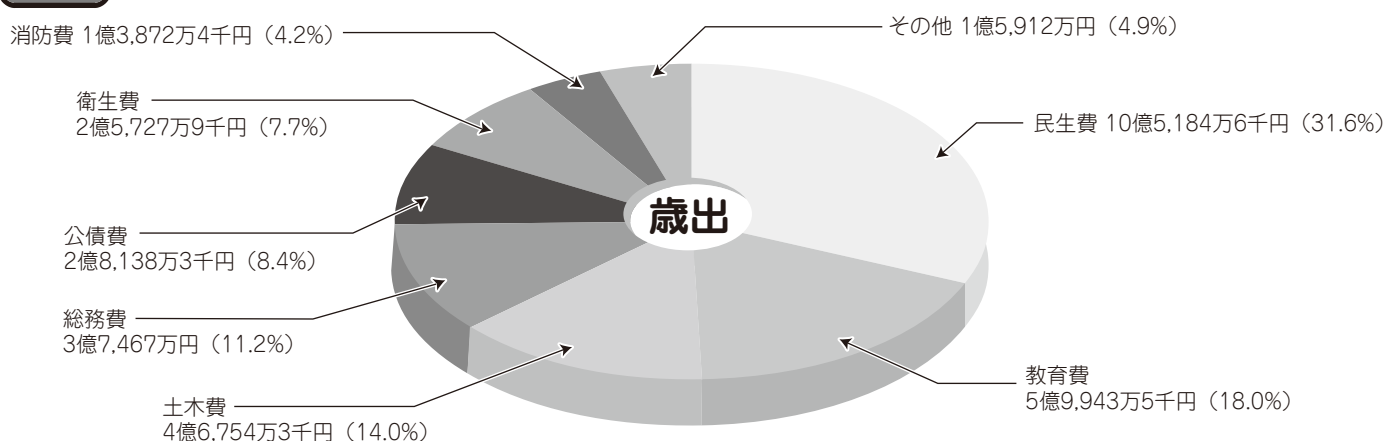 消防費 1億3,872万4千円（4.2%）
その他 1億5,912万円（4.9%）
衛生費
2億5,727万9千円（7.7%）
民生費 10億5,184万6千円（31.6%）
歳出
公債費
2億8,138万3千円（8.4%）
総務費
3億7,467万円（11.2%）
教育費
5億9,943万5千円（18.0%）
土木費
4億6,754万3千円（14.0%）